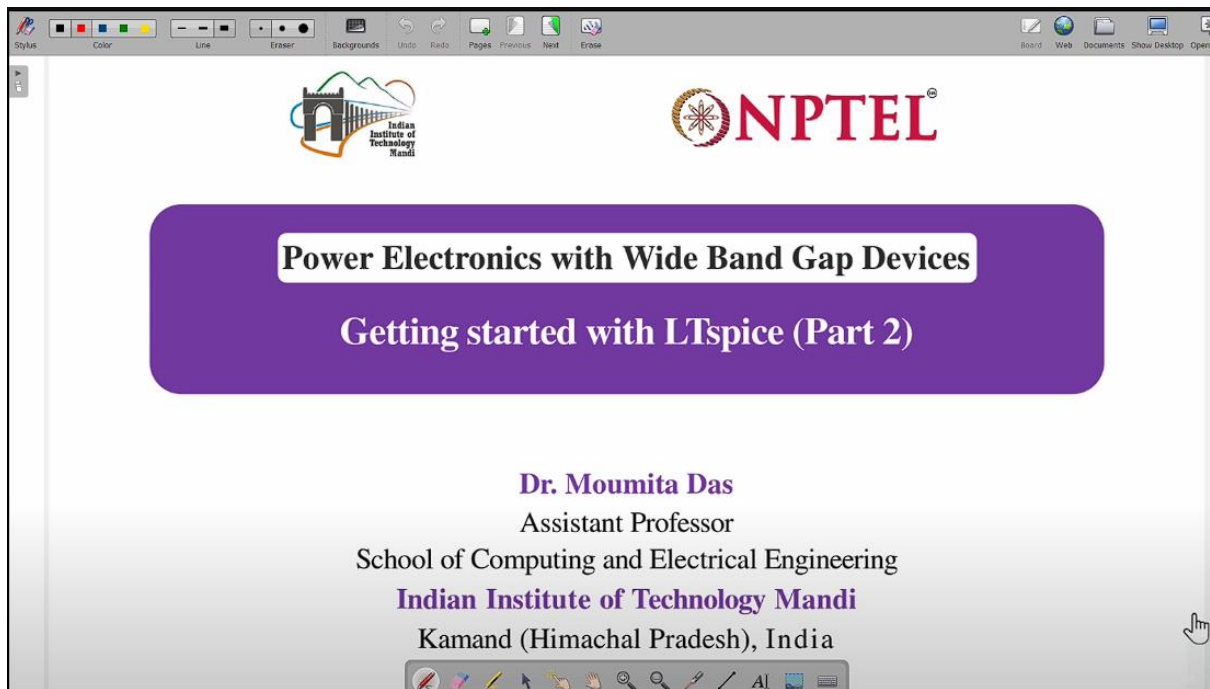 Stylus
Color
Line
Eraser
Backgrounds
Undo
Redo
Pages
Previous
Next
Erase
Board
Web
Documents
Show Desktop
Indian
Institute of
Technology
Mandi
NPTEL
Power Electronics with Wide Band Gap Devices
Getting started with LTspice (Part 2)
Dr. Moumita Das
Assistant Professor
School of Computing and Electrical Engineering
Indian Institute of Technology Mandi
Kamand (Himachal Pradesh), India
AI